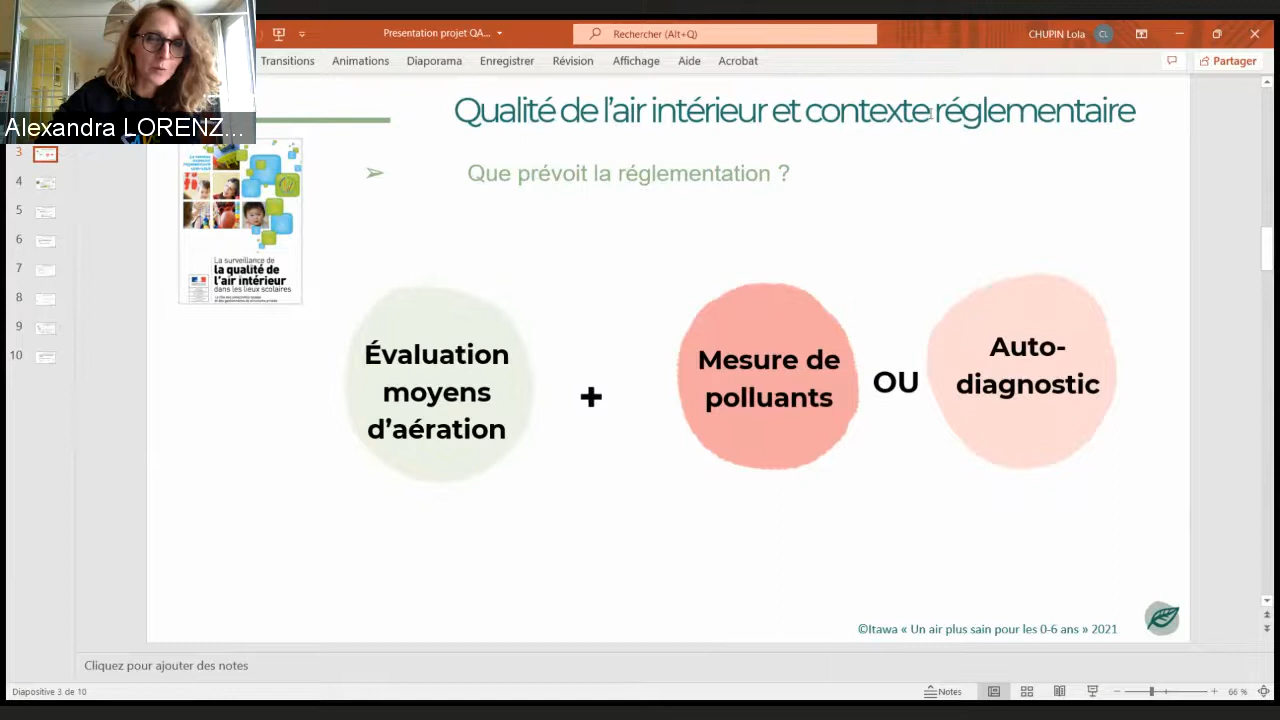 Presentation projet QA...
Rechercher (Alt+Q)
CHUPIN Lola
CL
Transitions
Animations
Diaporama
Enregistrer
Révision
Affichage
Aide
Acrobat
Partager
Alexandra LORENZ...
3
4
5
6
7
8
9
10
Qualité de l'air intérieur et contexte réglementaire
➢ Que prévoit la réglementation ?
La surveillance de
la qualité de
l'air intérieur
dans les lieux scolaires
Évaluation
moyens
d'aération
+
Mesure de
polluants
OU
Auto-
diagnostic
©Itawa « Un air plus sain pour les 0-6 ans » 2021
Cliquez pour ajouter des notes
Diapositive 3 de 10
Notes
66 %